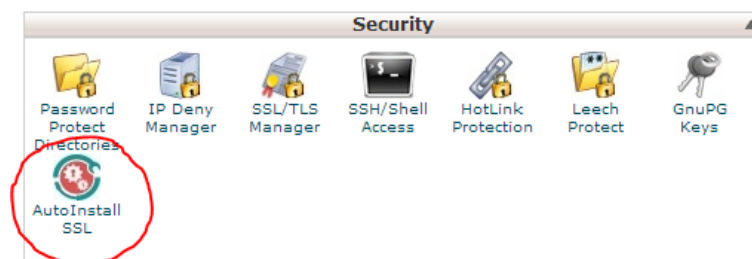 Security
Password Protect Directories
IP Deny Manager
SSL/TLS Manager
SSH/Shell Access
HotLink Protection
Leech Protect
GnuPG Keys
AutoInstall SSL